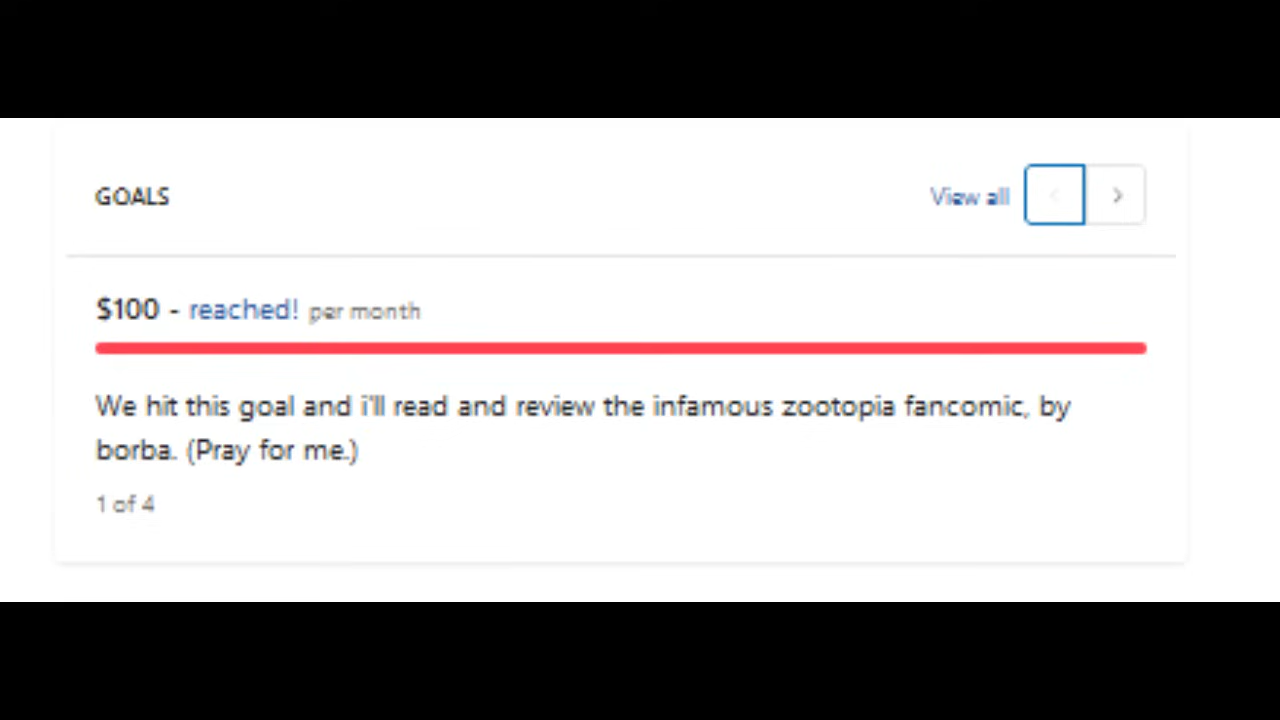 GOALS
View all
$100 - reached! per month
We hit this goal and i'll read and review the infamous zootopia fancomic, by
borba. (Pray for me.)
1 of 4